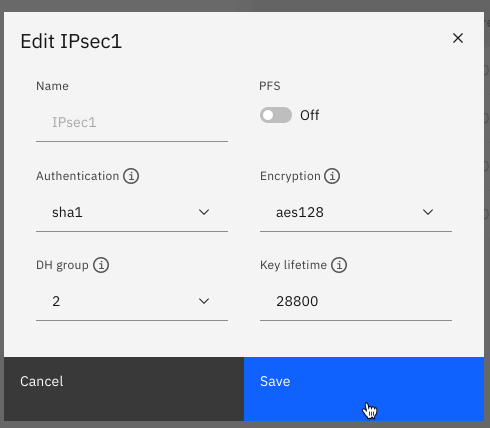 Edit IPsec1
Name
PFS
IPsec1
Off
Authentication
Encryption
sha1
aes128
DH group
Key lifetime
2
28800
Cancel
Save